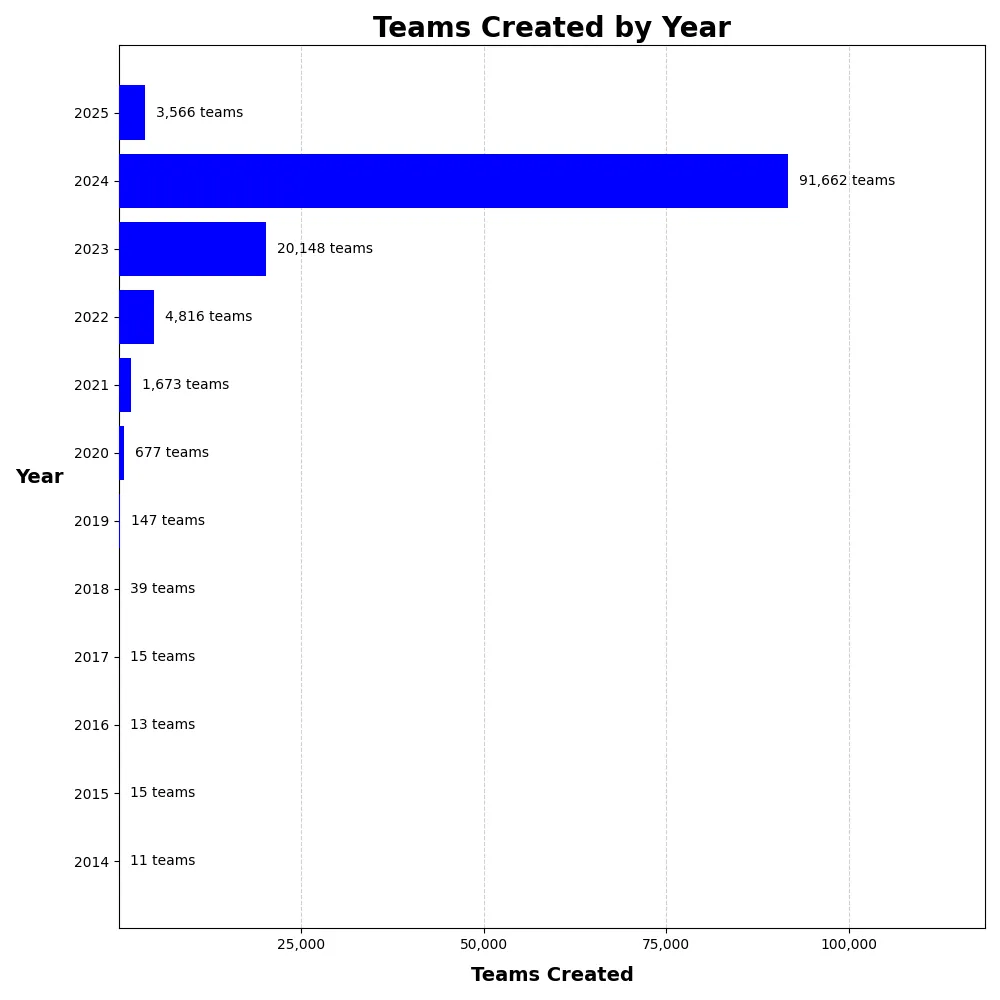 Teams Created by Year
2025 3,566 teams
2024 91,662 teams
2023 20,148 teams
2022 4,816 teams
2021 1,673 teams
2020 677 teams
Year
2019 147 teams
2018 39 teams
2017 15 teams
2016 13 teams
2015 15 teams
2014 11 teams
25,000 50,000 75,000 100,000
Teams Created